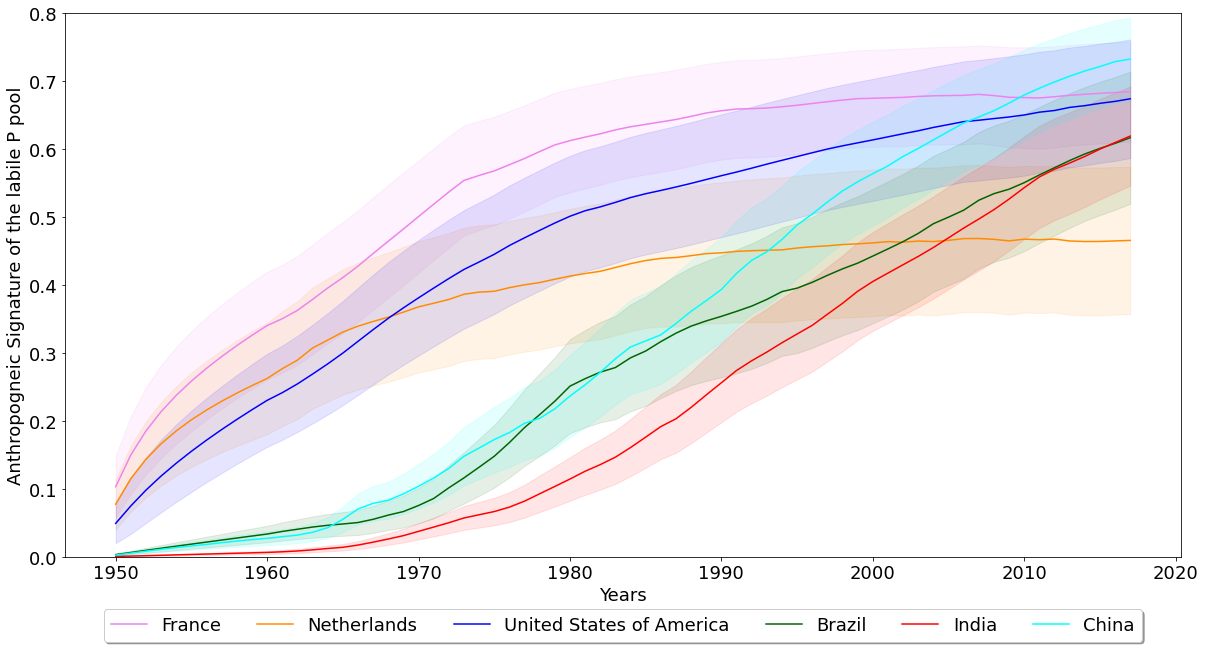 Anthropogneic Signature of the labile P pool
0.8
0.7
0.6
0.5
0.4
0.3
0.2
0.1
0.0
1950 1960 1970 1980 1990 2000 2010 2020
Years
France Netherlands United States of America Brazil India China